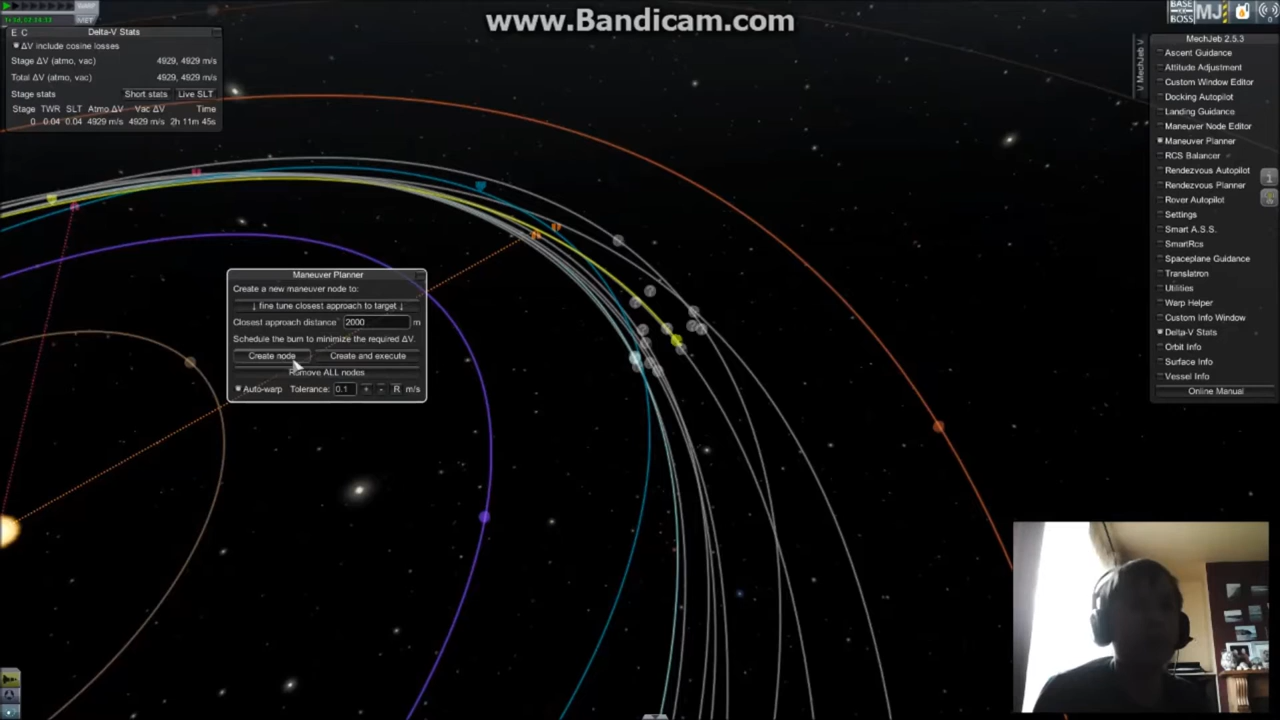 www.Bandicam.com
WARP
MET
E C Delta-V Stats
ΔV include cosine losses
Stage ΔV (atmo, vac) 4929, 4929 m/s
Total ΔV (atmo, vac) 4929, 4929 m/s
Stage stats Short stats Live SLT
Stage TWR SLT Atmo ΔV Vac ΔV Time
0 0.04 0.04 4929 m/s 4929 m/s 2h 11m 45s
Maneuver Planner
Create a new maneuver node to:
↓ fine tune closest approach to target ↓
Closest approach distance 2000 m
Schedule the burn to minimize the required ΔV.
Create node Create and execute
Remove ALL nodes
Auto-warp Tolerance: 0.1 + - R m/s
BASE BOSS MJ
V MechJeb V
MechJeb 2.5.3
Ascent Guidance
Attitude Adjustment
Custom Window Editor
Docking Autopilot
Landing Guidance
Maneuver Node Editor
Maneuver Planner
RCS Balancer
Rendezvous Autopilot
Rendezvous Planner
Rover Autopilot
Settings
Smart A.S.S.
SmartRcs
Spaceplane Guidance
Translatron
Utilities
Warp Helper
Custom Info Window
Delta-V Stats
Orbit Info
Surface Info
Vessel Info
Online Manual